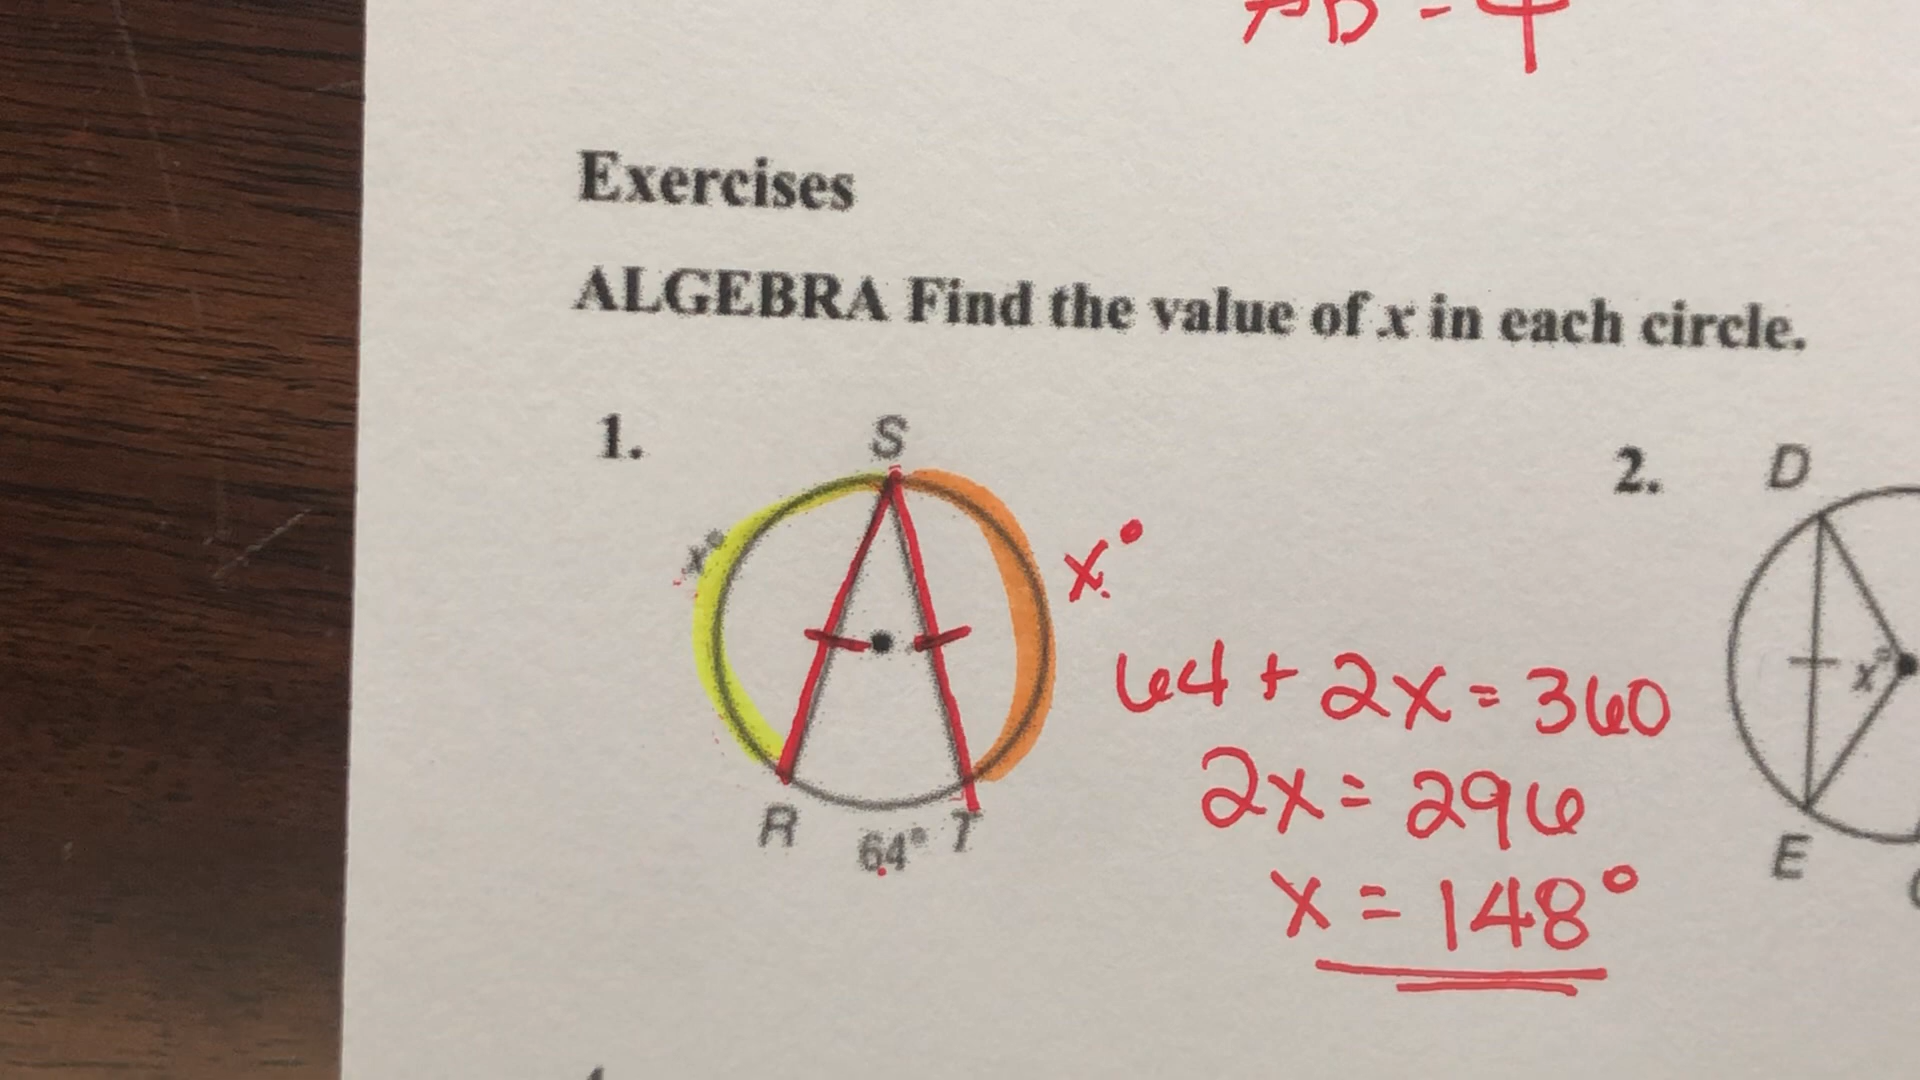 Exercises
ALGEBRA Find the value of x in each circle.
1.
S
x°
x°
R
64°
T
64 + 2x = 360
2x = 296
x = 148°
2.
D
x°
E